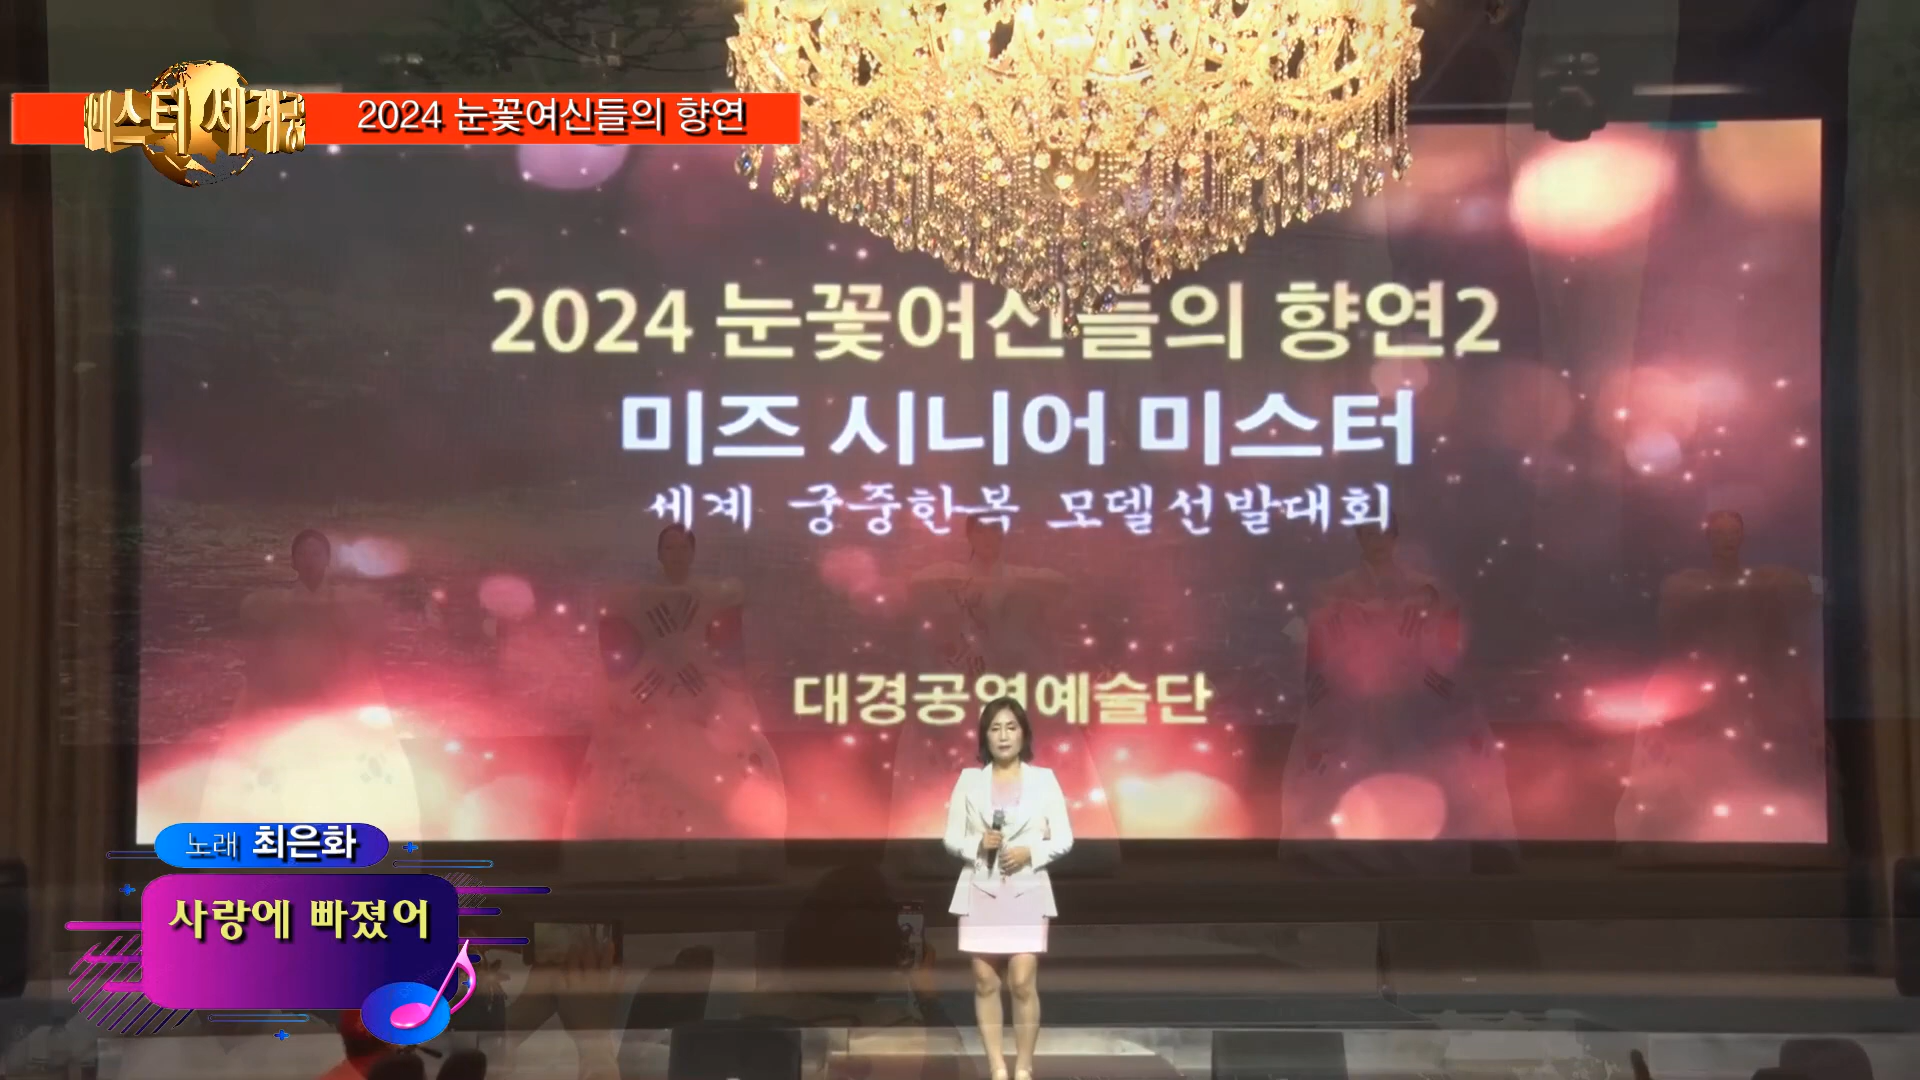 미스터 세계궁
2024 눈꽃여신들의 향연
2024 눈꽃여신들의 향연2
미즈 시니어 미스터
세계 궁중한복 모델선발대회
대경공연예술단
노래 최은화
사랑에 빠졌어